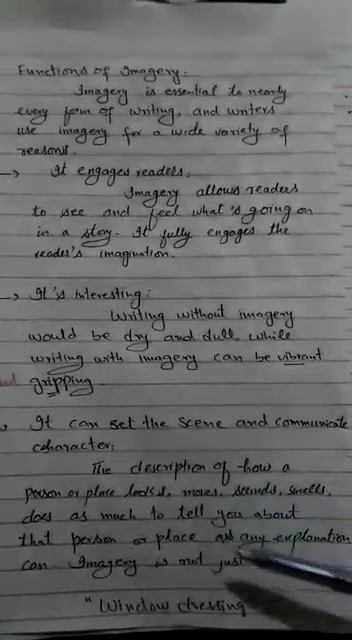 Functions of Imagery:
Imagery is essential to nearly
every form of writing, and writers
use imagery for a wide variety of
reasons.
→ It engages readers:
Imagery allows readers
to see and feel what's going on
in a story. It fully engages the
reader's imagination.
→ It's interesting:
Writing without imagery
would be dry and dull, while
writing with imagery can be vibrant
gripping
It can set the scene and communicate
character:
The description of how a
person or place looks, moves, sounds, smells,
does as much to tell you about
that person or place as any explanation
can. Imagery is not just
"Window dressing